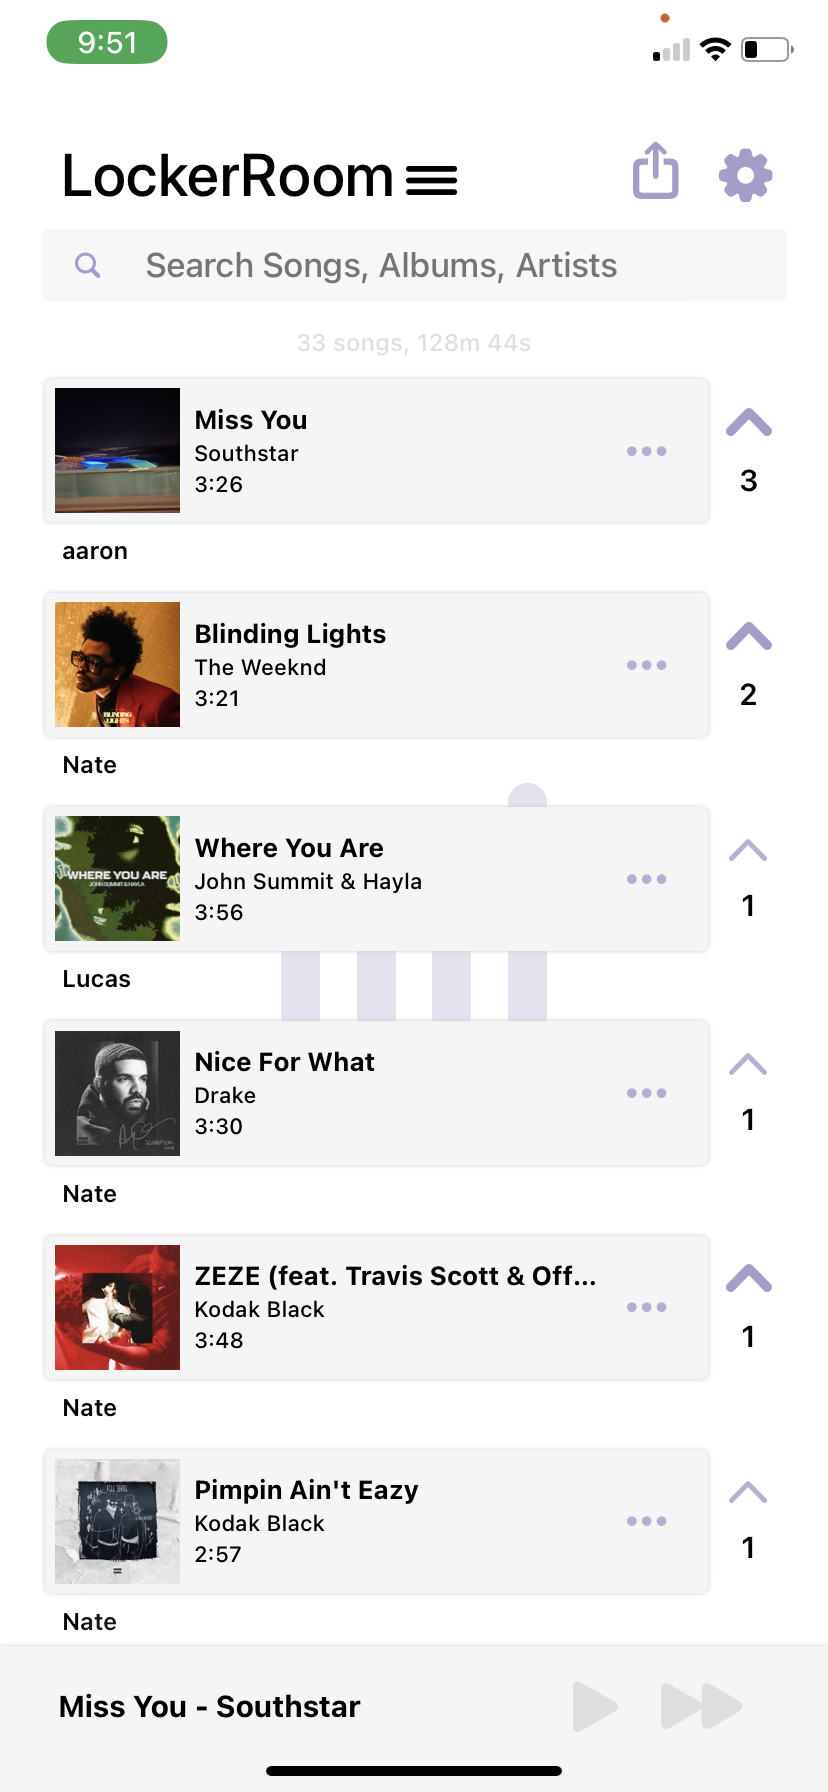 9:51
LockerRoom
Search Songs, Albums, Artists
33 songs, 128m 44s
Miss You
Southstar
3:26
3
aaron
BLINDING
LIGHTS
Blinding Lights
The Weeknd
3:21
2
Nate
WHERE YOU ARE
JOHN SUMMIT & HAYLA
Where You Are
John Summit & Hayla
3:56
1
Lucas
SCORPION
Nice For What
Drake
3:30
1
Nate
ZEZE (feat. Travis Scott & Off...
Kodak Black
3:48
1
Nate
Pimpin Ain't Eazy
Kodak Black
2:57
1
Nate
Miss You - Southstar